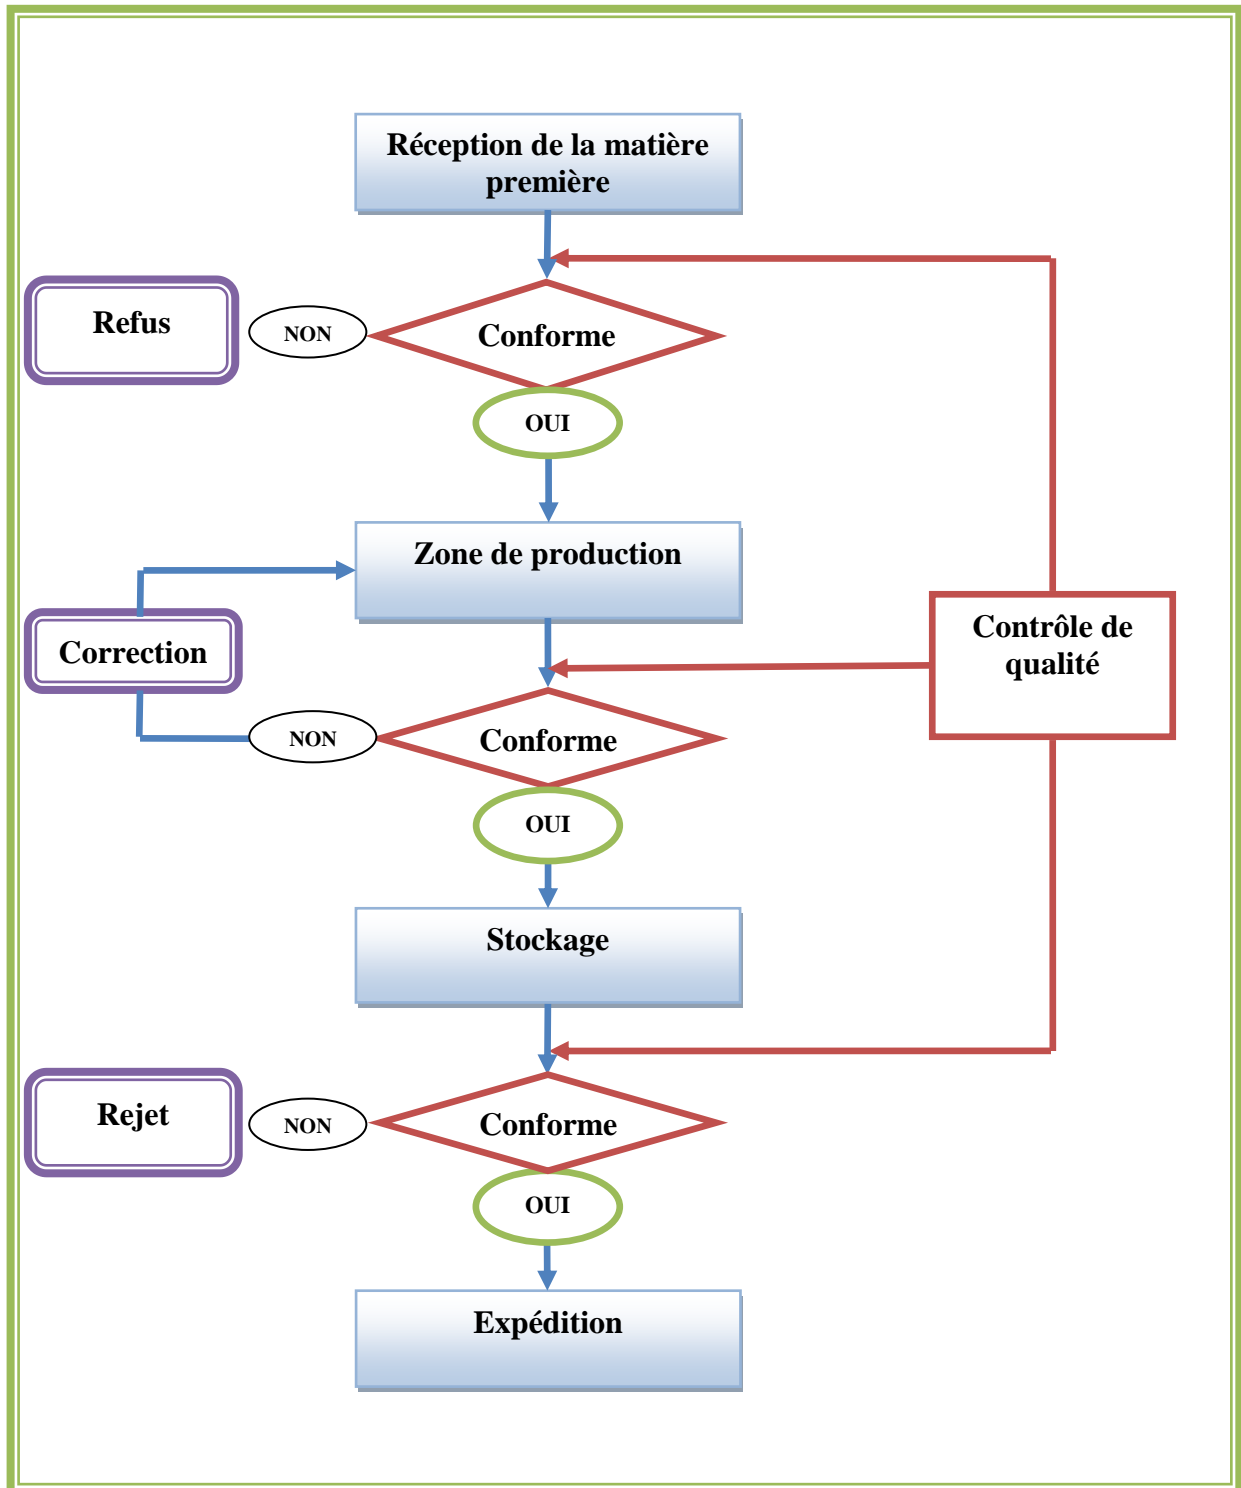 Réception de la matière
première
Refus
NON
Conforme
OUI
Zone de production
Contrôle de
qualité
Correction
NON
Conforme
OUI
Stockage
Rejet
NON
Conforme
OUI
Expédition